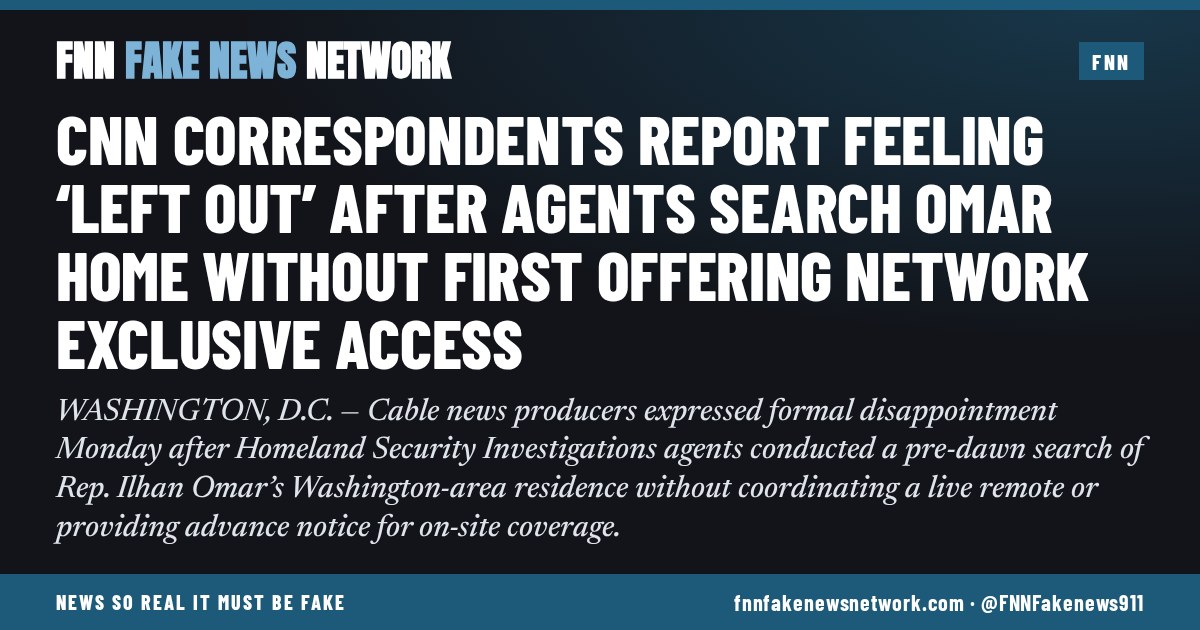 FNN FAKE NEWS NETWORK
FNN
CNN CORRESPONDENTS REPORT FEELING
‘LEFT OUT’ AFTER AGENTS SEARCH OMAR
HOME WITHOUT FIRST OFFERING NETWORK
EXCLUSIVE ACCESS
WASHINGTON, D.C. — Cable news producers expressed formal disappointment
Monday after Homeland Security Investigations agents conducted a pre-dawn search of
Rep. Ilhan Omar’s Washington-area residence without coordinating a live remote or
providing advance notice for on-site coverage.
NEWS SO REAL IT MUST BE FAKE
fnnfakenewsnetwork.com · @FNNFakenews911